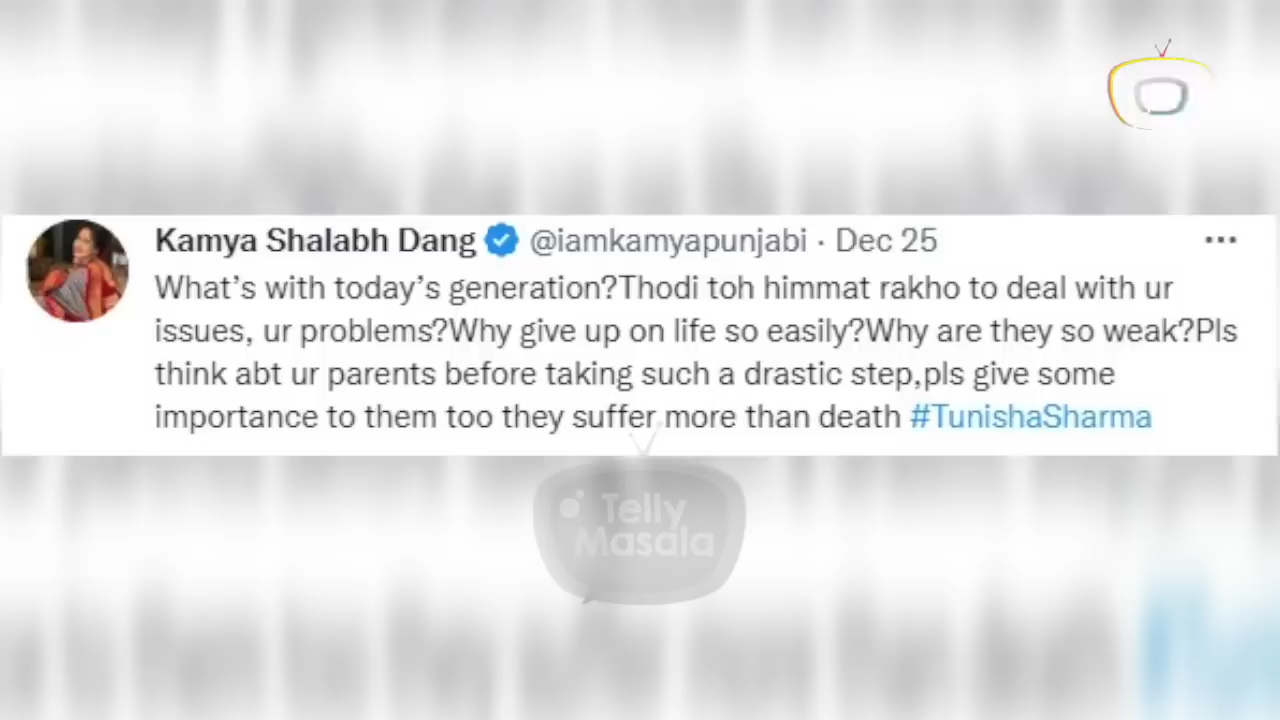 Kamya Shalabh Dang @iamkamyapunjabi · Dec 25
What’s with today’s generation?Thodi toh himmat rakho to deal with ur
issues, ur problems?Why give up on life so easily?Why are they so weak?Pls
think abt ur parents before taking such a drastic step,pls give some
importance to them too they suffer more than death #TunishaSharma
Telly
Masala